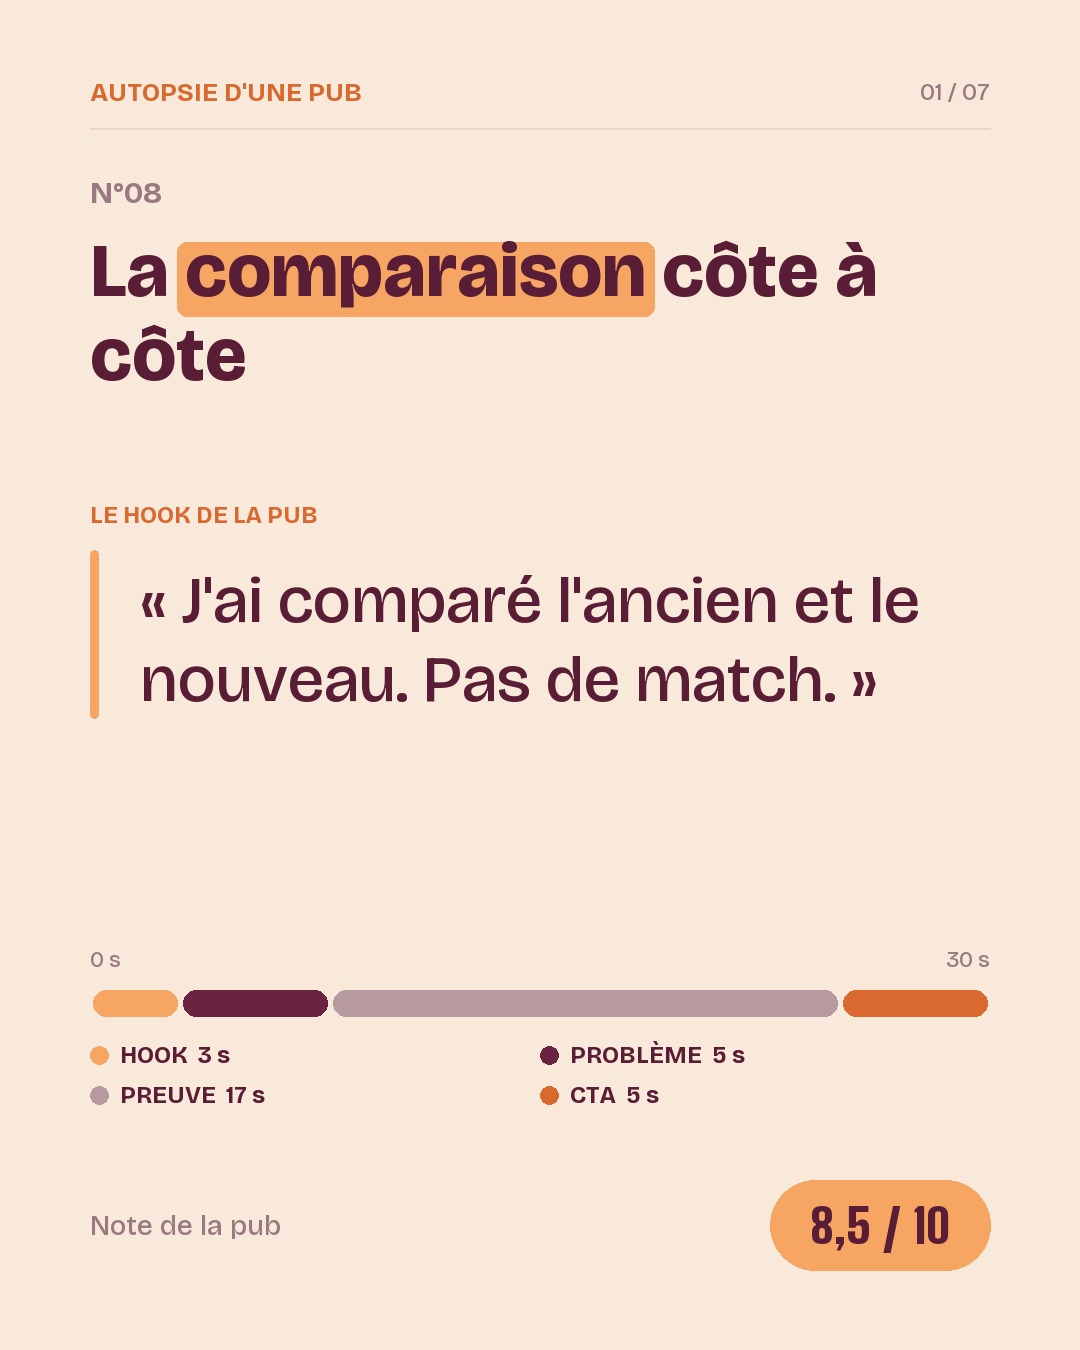 AUTOPSIE D'UNE PUB
01 / 07
N°08
La comparaison côte à
côte
LE HOOK DE LA PUB
« J'ai comparé l'ancien et le
nouveau. Pas de match. »
0 s
30 s
HOOK 3 s
PROBLÈME 5 s
PREUVE 17 s
CTA 5 s
Note de la pub
8,5 / 10